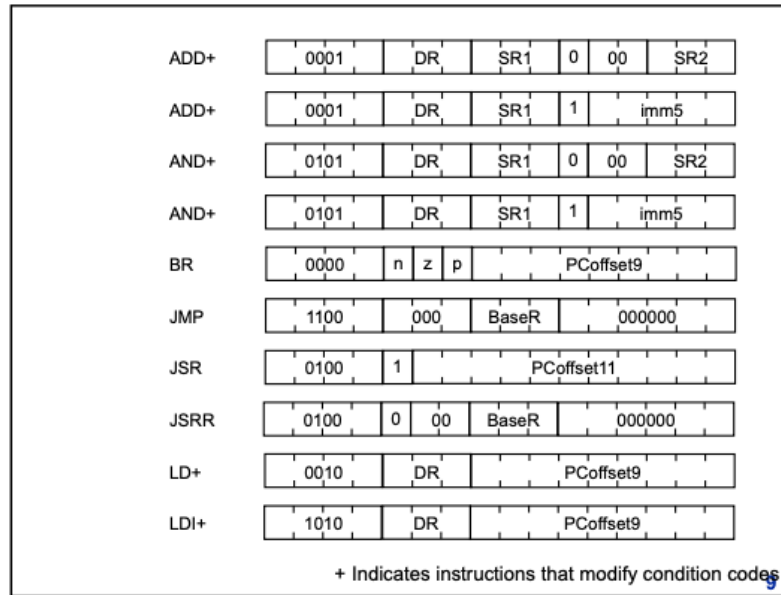 ADD+ 0001 DR SR1 0 00 SR2
ADD+ 0001 DR SR1 1 imm5
AND+ 0101 DR SR1 0 00 SR2
AND+ 0101 DR SR1 1 imm5
BR 0000 n z p PCoffset9
JMP 1100 000 BaseR 000000
JSR 0100 1 PCoffset11
JSRR 0100 0 00 BaseR 000000
LD+ 0010 DR PCoffset9
LDI+ 1010 DR PCoffset9
+ Indicates instructions that modify condition codes
9